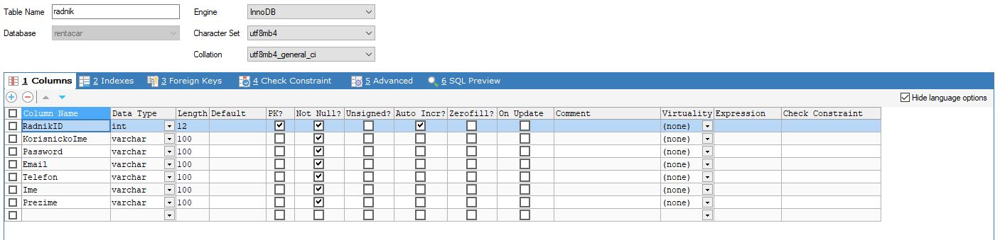 Table Name radnik Engine InnoDB
Database rentacar Character Set utf8mb4
Collation utf8mb4_general_ci
1 Columns 2 Indexes 3 Foreign Keys 4 Check Constraint 5 Advanced 6 SQL Preview
Hide language options
Column Name Data Type Length Default PK? Not Null? Unsigned? Auto Incr? Zerofill? On Update Comment Virtuality Expression Check Constraint
RadnikID int 12 (none)
KorisnickoIme varchar 100 (none)
Password varchar 100 (none)
Email varchar 100 (none)
Telefon varchar 100 (none)
Ime varchar 100 (none)
Prezime varchar 100 (none)